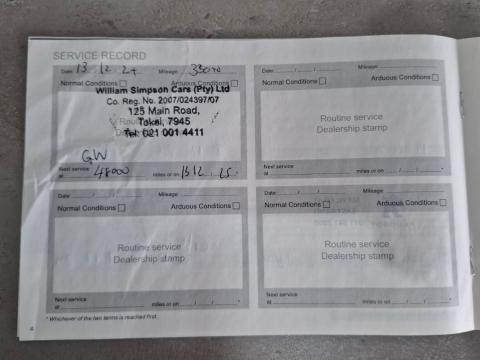 SERVICE RECORD
Date 13 / 12 / 24 Mileage
Normal Conditions Arduous Conditions
William Simpson Cars (Pty) Ltd
Co. Reg. No. 2007/024397/07
125 Main Road,
Tokai, 7945
Tel: 021 001 4411
GW
Next service
at 48000 miles or on 13/12/25 *
Date / / Mileage
Normal Conditions Arduous Conditions
Routine service
Dealership stamp
Next service
at miles or on / / *
Date / / Mileage
Normal Conditions Arduous Conditions
Routine service
Dealership stamp
Next service
at miles or on / / *
Date / / Mileage
Normal Conditions Arduous Conditions
Routine service
Dealership stamp
Next service
at miles or on / / *
* Whichever of the two terms is reached first.